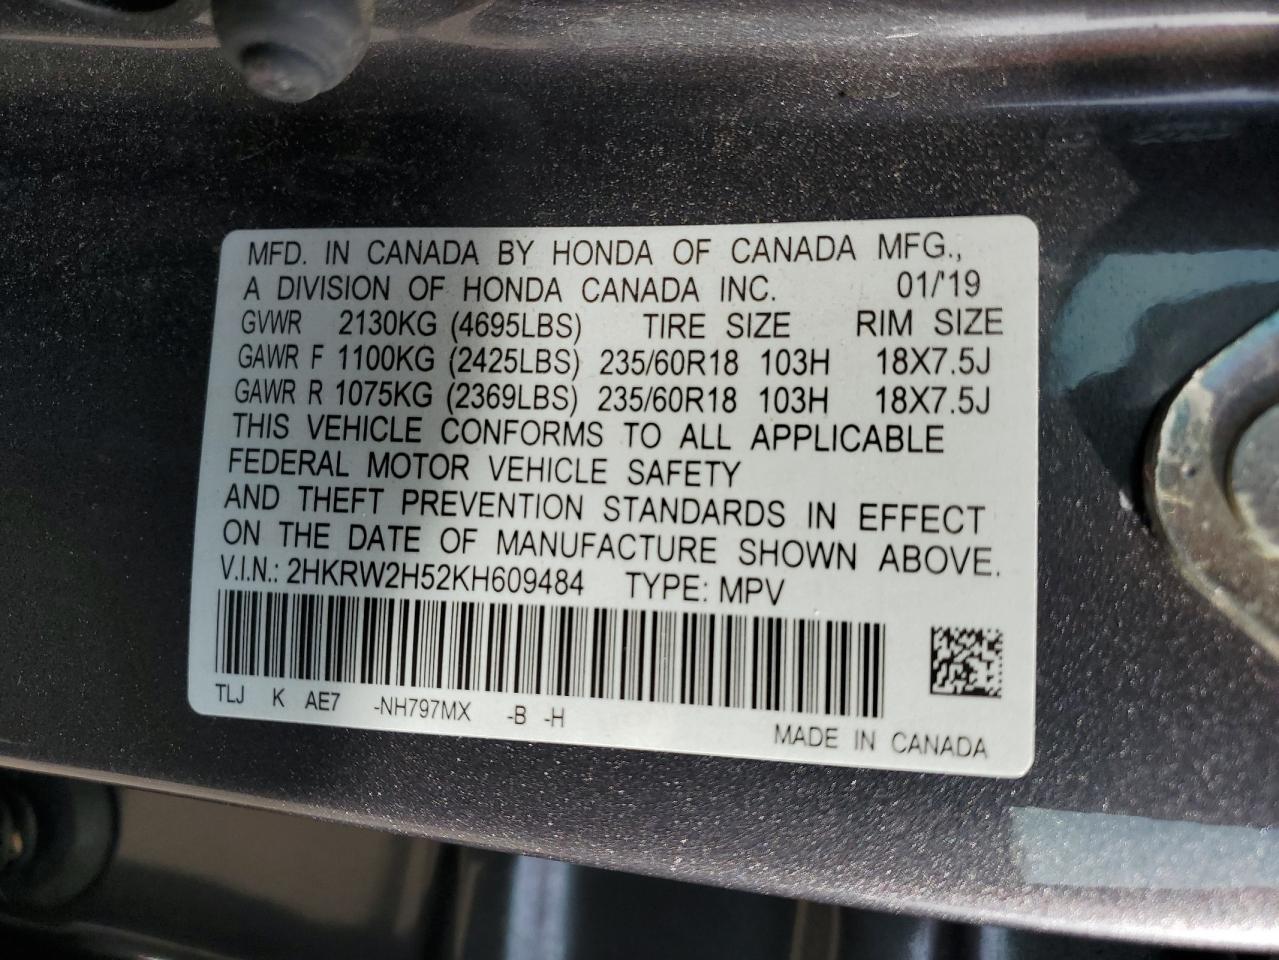 MFD. IN CANADA BY HONDA OF CANADA MFG.,
A DIVISION OF HONDA CANADA INC. 01/'19
GVWR 2130KG (4695LBS) TIRE SIZE RIM SIZE
GAWR F 1100KG (2425LBS) 235/60R18 103H 18X7.5J
GAWR R 1075KG (2369LBS) 235/60R18 103H 18X7.5J
THIS VEHICLE CONFORMS TO ALL APPLICABLE
FEDERAL MOTOR VEHICLE SAFETY
AND THEFT PREVENTION STANDARDS IN EFFECT
ON THE DATE OF MANUFACTURE SHOWN ABOVE.
V.I.N.: 2HKRW2H52KH609484 TYPE: MPV
TLJ K AE7 -NH797MX -B -H
MADE IN CANADA